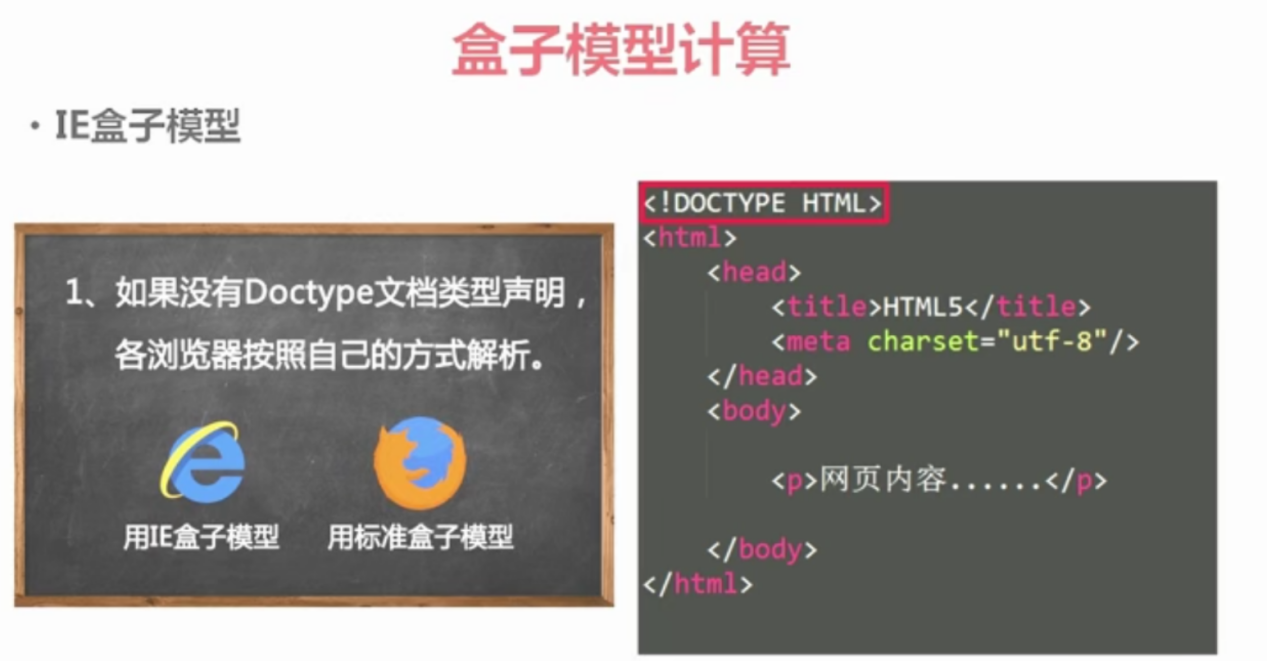 盒子模型计算
·IE盒子模型
1、如果没有Doctype文档类型声明，
各浏览器按照自己的方式解析。
用IE盒子模型
用标准盒子模型
<!DOCTYPE HTML>
<html>
<head>
<title>HTML5</title>
<meta charset="utf-8"/>
</head>
<body>
<p>网页内容......</p>
</body>
</html>